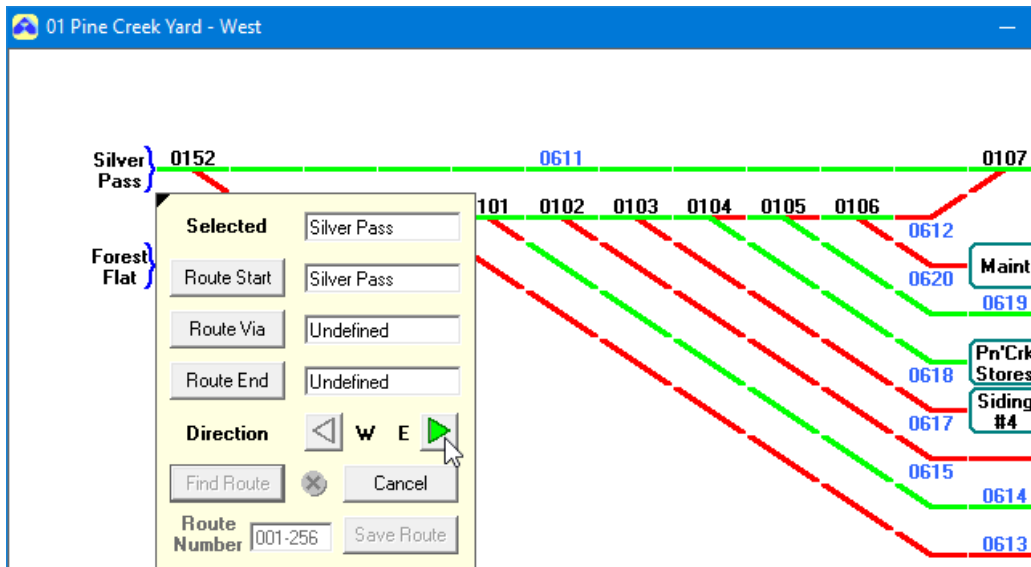 01 Pine Creek Yard - West
Silver
Pass
0152
0611
0107
101 0102 0103 0104 0105 0106
0612
Forest
Flat
Maint
0620
0619
Pn'Crk
Stores
0618
Siding
#4
0617
0615
0614
0613
Selected Silver Pass
Route Start Silver Pass
Route Via Undefined
Route End Undefined
Direction W E
Find Route Cancel
Route
Number 001-256 Save Route